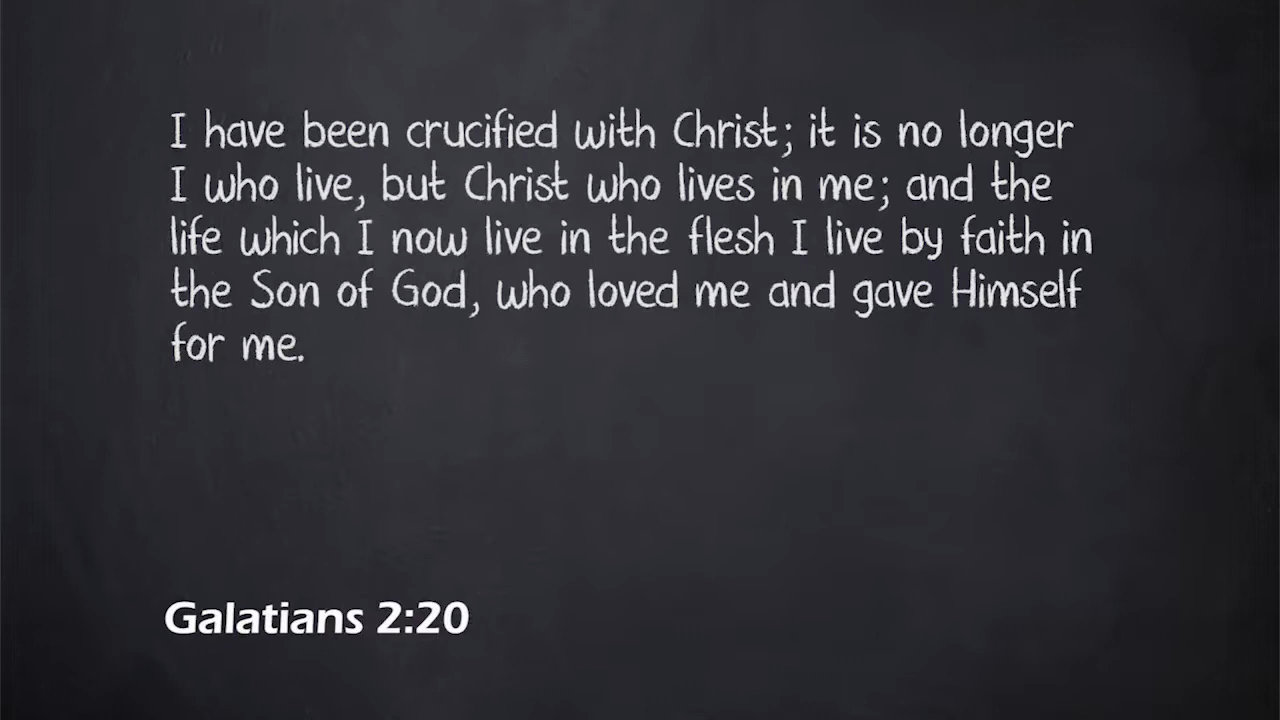 I have been crucified with Christ; it is no longer
I who live, but Christ who lives in me; and the
life which I now live in the flesh I live by faith in
the Son of God, who loved me and gave Himself
for me.
Galatians 2:20